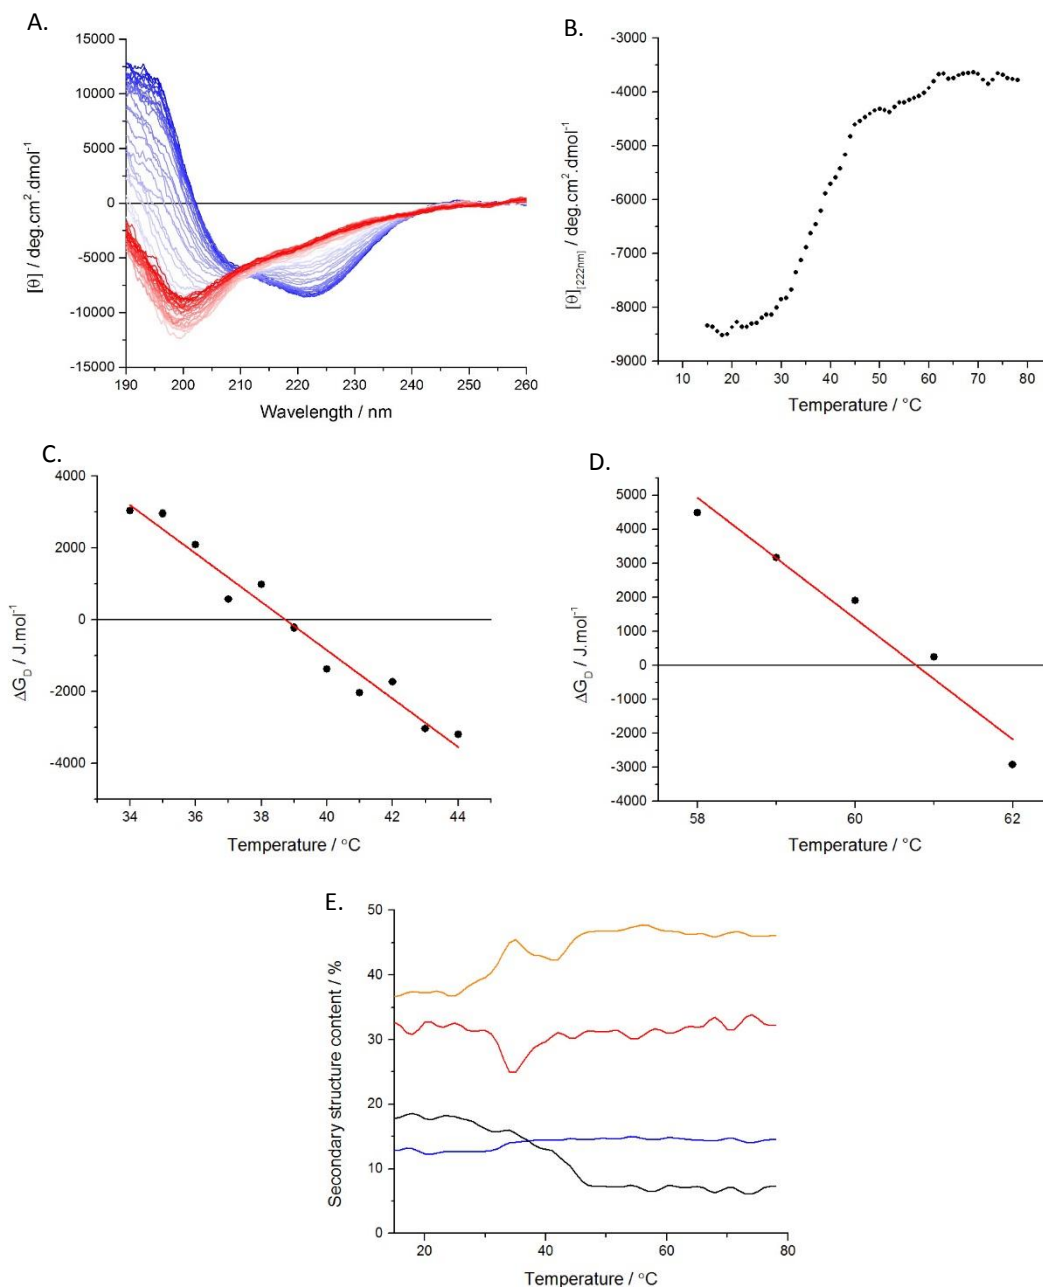 A.
15000
10000
5000
0
-5000
-10000
-15000
190 200 210 220 230 240 250 260
[θ] / deg.cm².dmol⁻¹
Wavelength / nm
B.
-3000
-4000
-5000
-6000
-7000
-8000
-9000
10 20 30 40 50 60 70 80
[θ][222nm] / deg.cm².dmol⁻¹
Temperature / °C
C.
4000
2000
0
-2000
-4000
34 36 38 40 42 44
ΔG_D / J.mol⁻¹
Temperature / °C
D.
5000
4000
3000
2000
1000
0
-1000
-2000
-3000
-4000
58 60 62
ΔG_D / J.mol⁻¹
Temperature / °C
E.
50
40
30
20
10
0
20 40 60 80
Secondary structure content / %
Temperature / °C